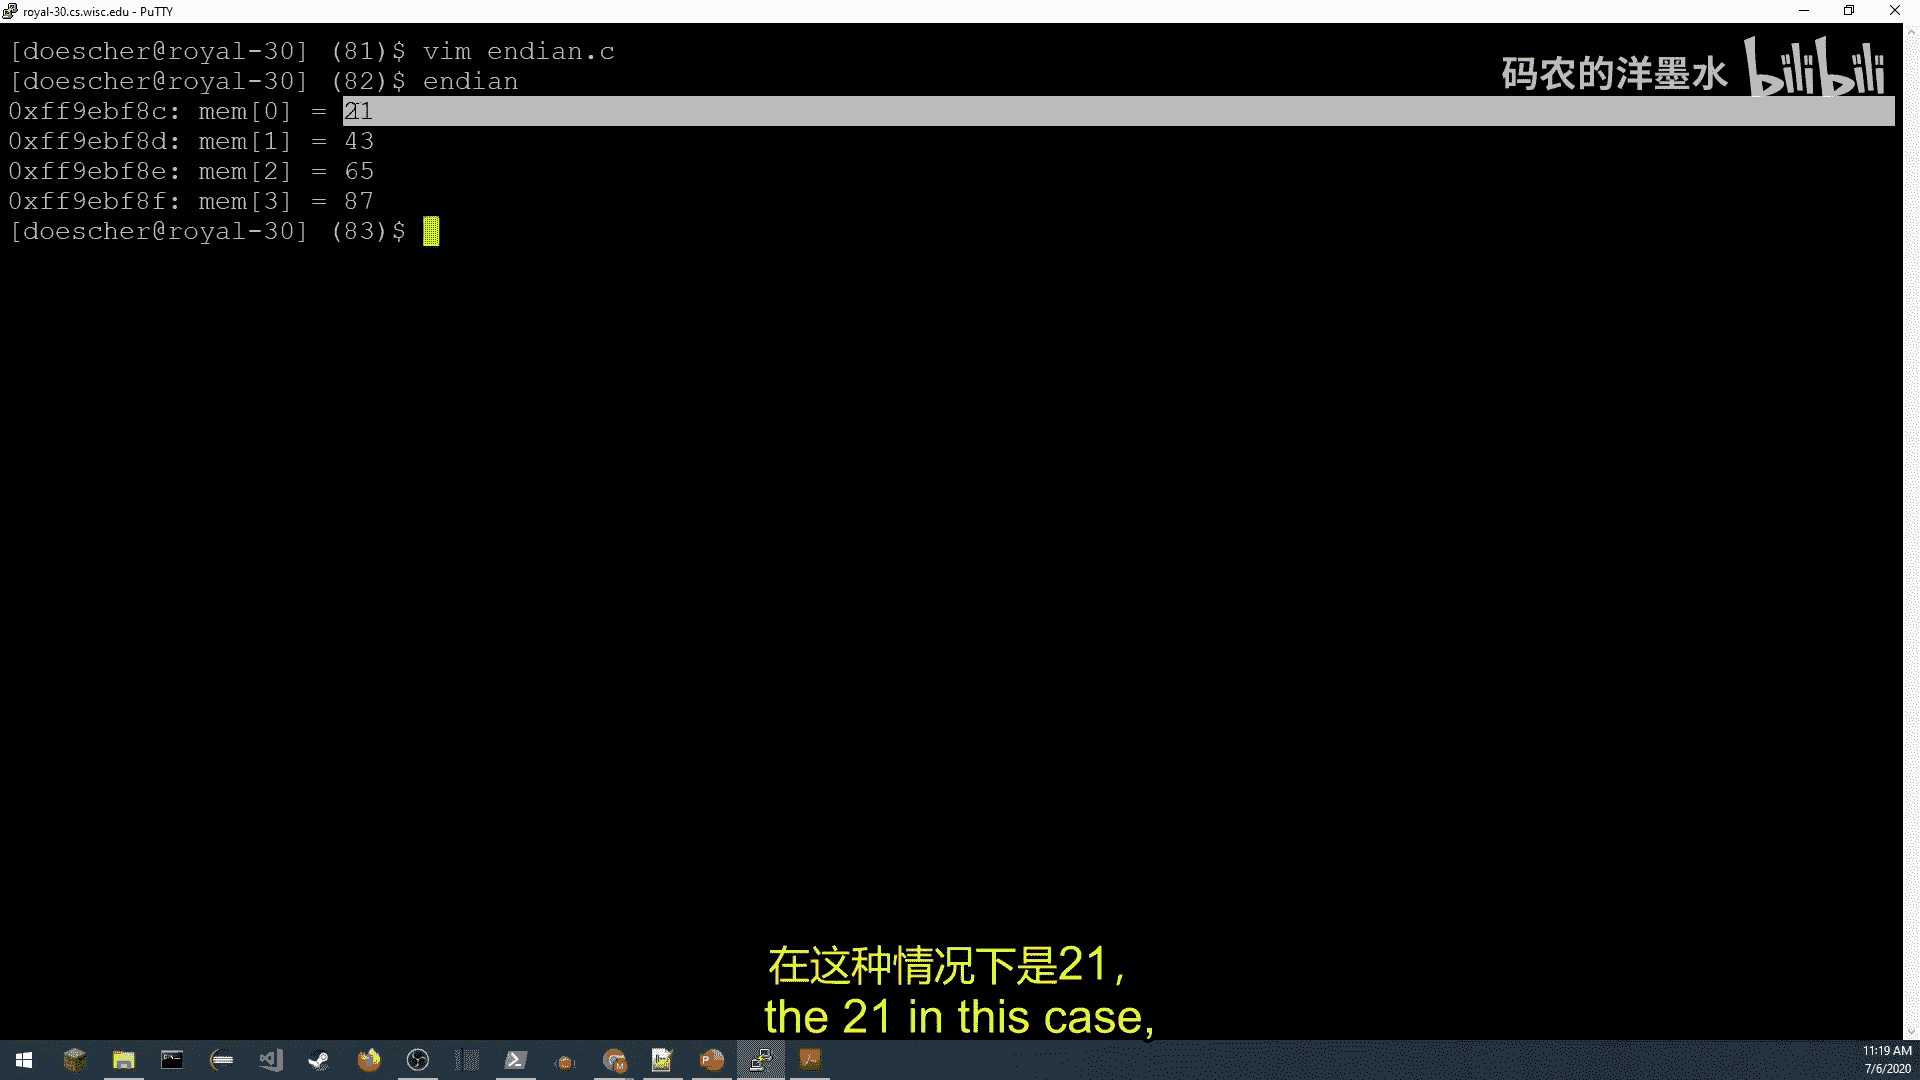 royal-30.cs.wisc.edu - PuTTY
[doescher@royal-30] (81)$ vim endian.c
[doescher@royal-30] (82)$ endian
码农的洋墨水 bilibili
0xff9ebf8c: mem[0] = 21
0xff9ebf8d: mem[1] = 43
0xff9ebf8e: mem[2] = 65
0xff9ebf8f: mem[3] = 87
[doescher@royal-30] (83)$
在这种情况下是21,
the 21 in this case,
11:19 AM
7/6/2020